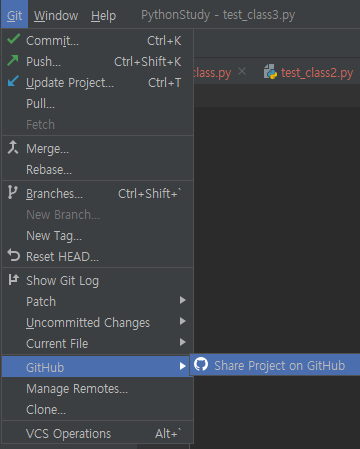 Git Window Help PythonStudy - test_class3.py
Commit... Ctrl+K
class.py test_class2.py
Push... Ctrl+Shift+K
Update Project... Ctrl+T
Pull...
Fetch
Merge...
Rebase...
Branches... Ctrl+Shift+`
New Branch...
New Tag...
Reset HEAD...
Show Git Log
Patch
Uncommitted Changes
Current File
GitHub Share Project on GitHub
Manage Remotes...
Clone...
VCS Operations Alt+`